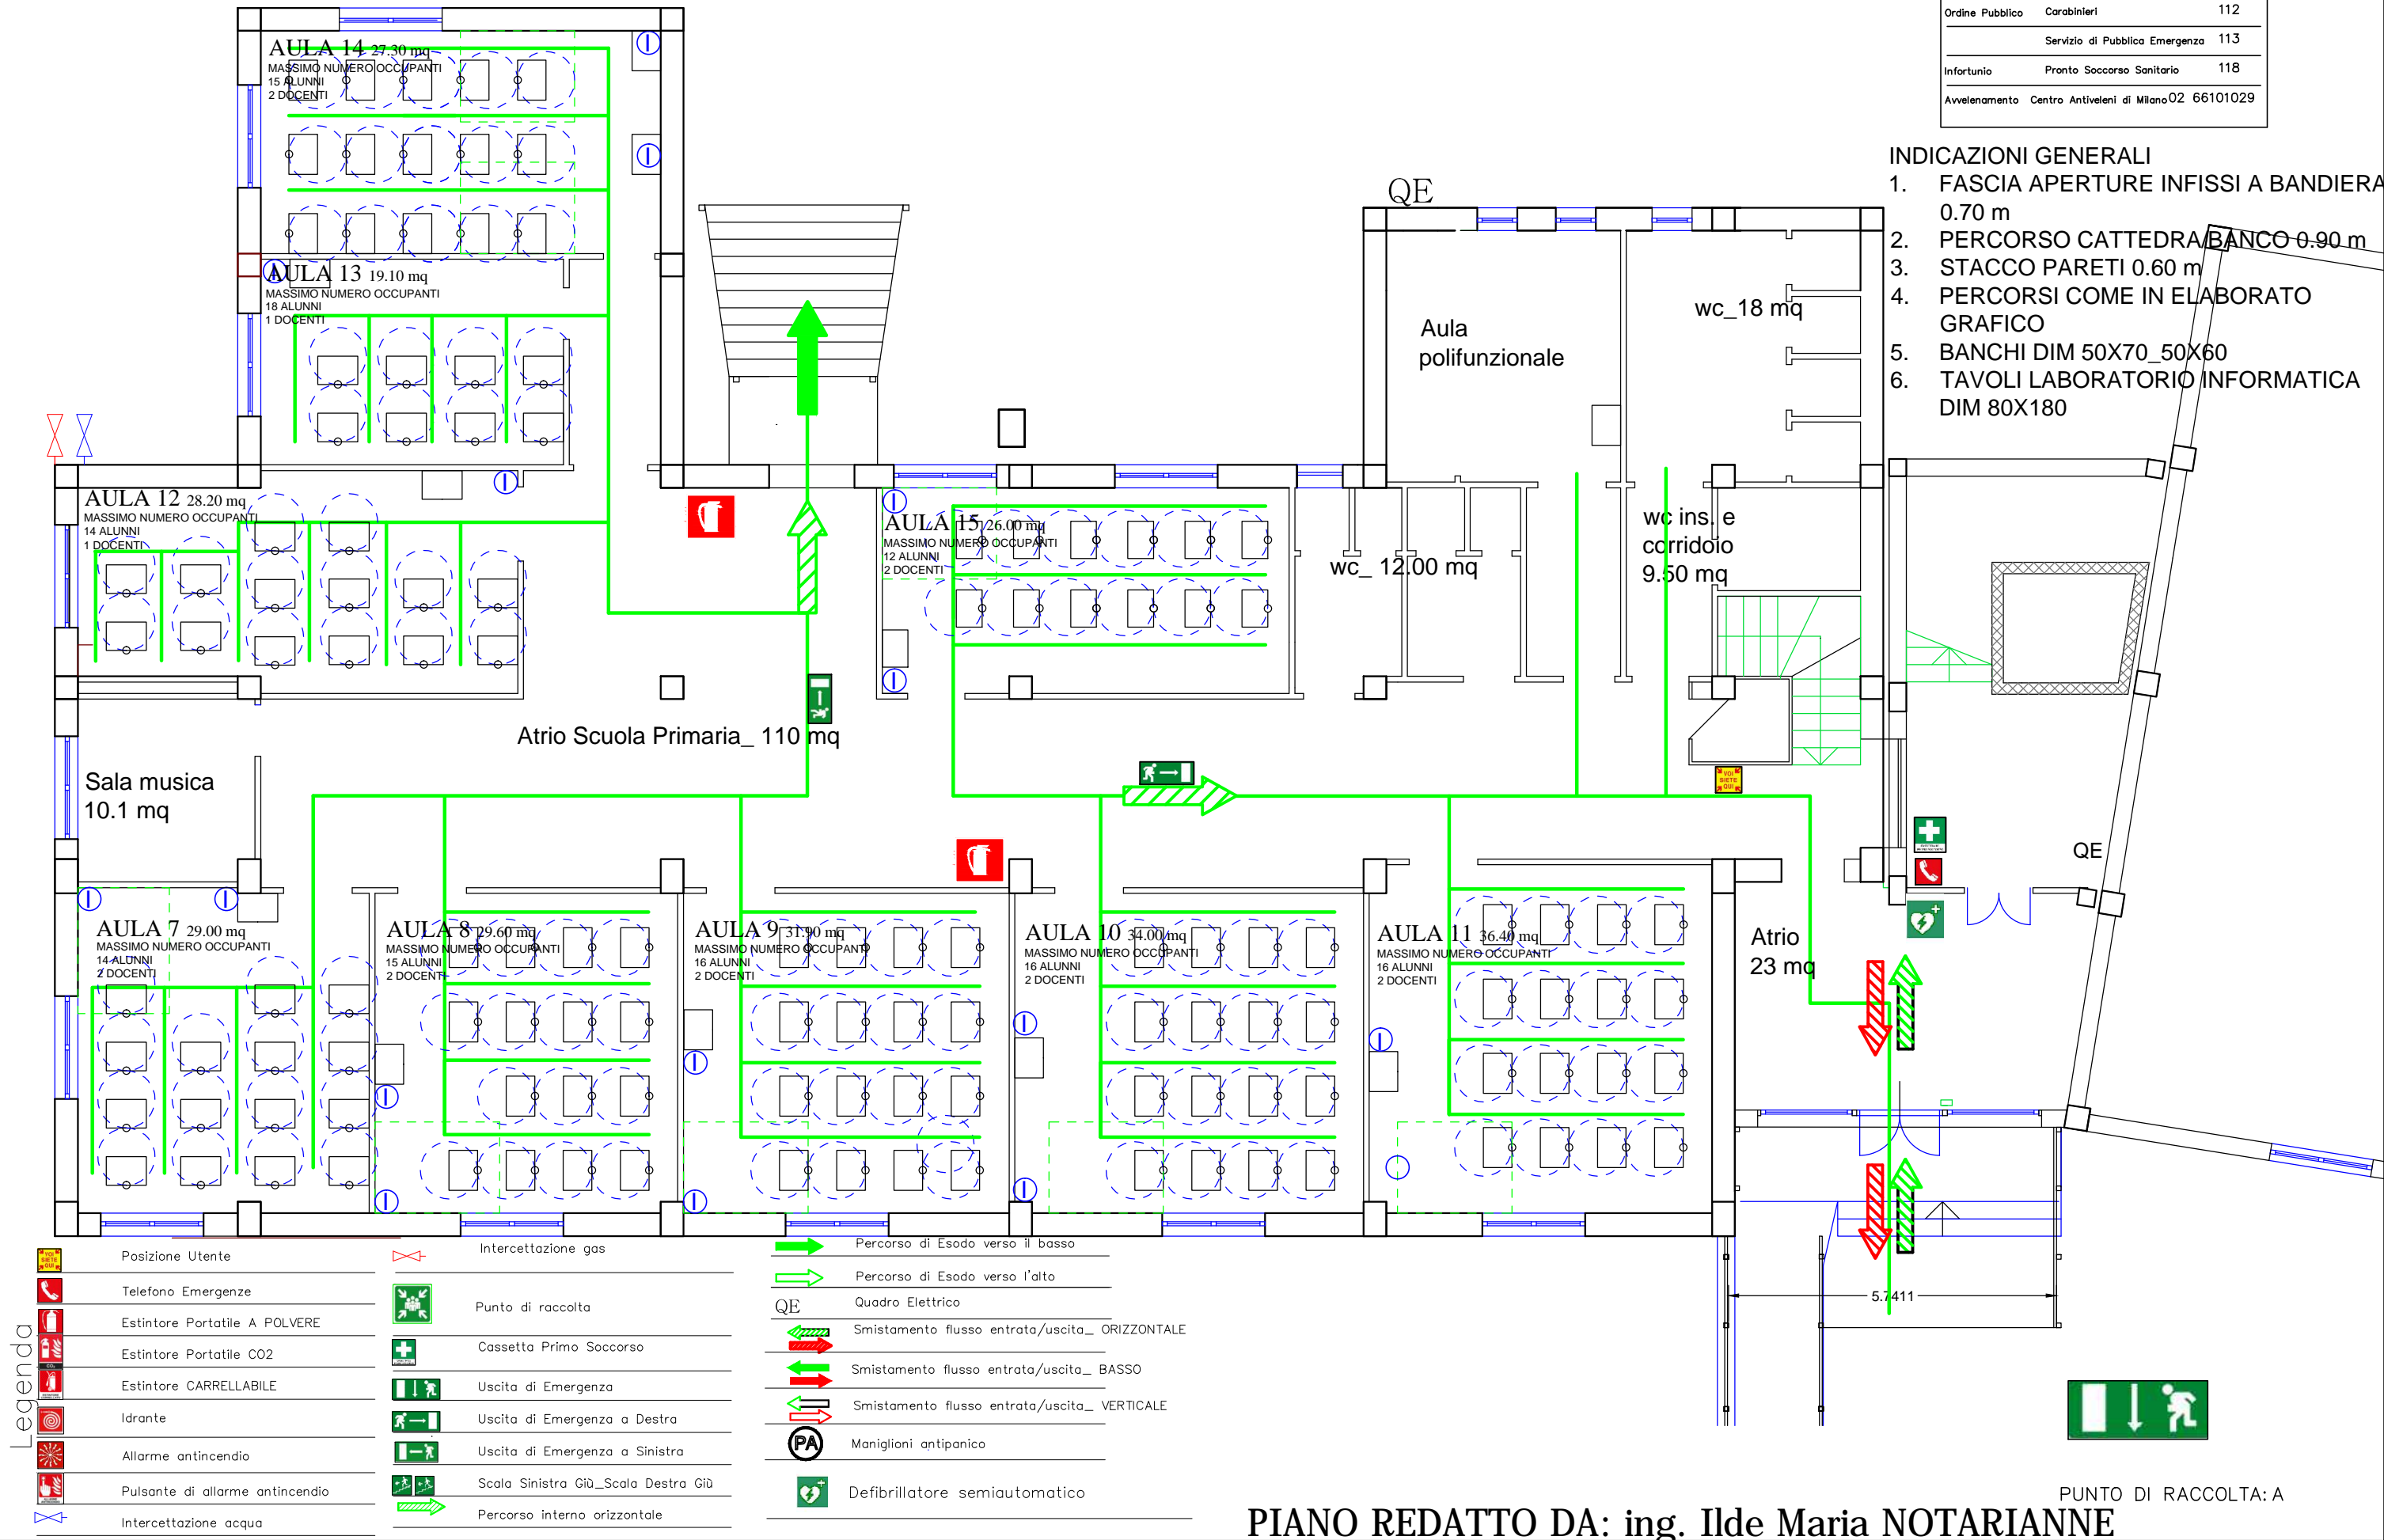 Ordine Pubblico Carabinieri 112
Servizio di Pubblica Emergenza 113
Infortunio Pronto Soccorso Sanitario 118
Avvelenamento Centro Antiveleni di Milano 02 66101029
INDICAZIONI GENERALI
1. FASCIA APERTURE INFISSI A BANDIERA
0.70 m
2. PERCORSO CATTEDRA/BANCO 0.90 m
3. STACCO PARETI 0.60 m
4. PERCORSI COME IN ELABORATO
GRAFICO
5. BANCHI DIM 50X70_50X60
6. TAVOLI LABORATORIO INFORMATICA
DIM 80X180
AULA 14 27.30 mq
MASSIMO NUMERO OCCUPANTI
15 ALUNNI
2 DOCENTI
AULA 13 19.10 mq
MASSIMO NUMERO OCCUPANTI
18 ALUNNI
1 DOCENTI
QE
Aula
polifunzionale
wc_18 mq
AULA 12 28.20 mq
MASSIMO NUMERO OCCUPANTI
14 ALUNNI
1 DOCENTI
AULA 15 26.00 mq
MASSIMO NUMERO OCCUPANTI
12 ALUNNI
2 DOCENTI
wc_ 12.00 mq
wc ins. e
corridoio
9.50 mq
Atrio Scuola Primaria_ 110 mq
Sala musica
10.1 mq
VOI
SIETE
QUI
QE
AULA 7 29.00 mq
MASSIMO NUMERO OCCUPANTI
14 ALUNNI
2 DOCENTI
AULA 8 29.60 mq
MASSIMO NUMERO OCCUPANTI
15 ALUNNI
2 DOCENTI
AULA 9 31.90 mq
MASSIMO NUMERO OCCUPANTI
16 ALUNNI
2 DOCENTI
AULA 10 34.00 mq
MASSIMO NUMERO OCCUPANTI
16 ALUNNI
2 DOCENTI
AULA 11 36.40 mq
MASSIMO NUMERO OCCUPANTI
16 ALUNNI
2 DOCENTI
Atrio
23 mq
5.7411
Legenda
VOI
SIETE
QUI
Posizione Utente
Telefono Emergenze
Estintore Portatile A POLVERE
Estintore Portatile CO2
Estintore CARRELLABILE
Idrante
Allarme antincendio
Pulsante di allarme antincendio
Intercettazione acqua
Intercettazione gas
Punto di raccolta
Cassetta Primo Soccorso
Uscita di Emergenza
Uscita di Emergenza a Destra
Uscita di Emergenza a Sinistra
Scala Sinistra Giù_Scala Destra Giù
Percorso interno orizzontale
Percorso di Esodo verso il basso
Percorso di Esodo verso l'alto
QE Quadro Elettrico
Smistamento flusso entrata/uscita_ ORIZZONTALE
Smistamento flusso entrata/uscita_ BASSO
Smistamento flusso entrata/uscita_ VERTICALE
PA Maniglioni antipanico
Defibrillatore semiautomatico
PUNTO DI RACCOLTA: A
PIANO REDATTO DA: ing. Ilde Maria NOTARIANNE